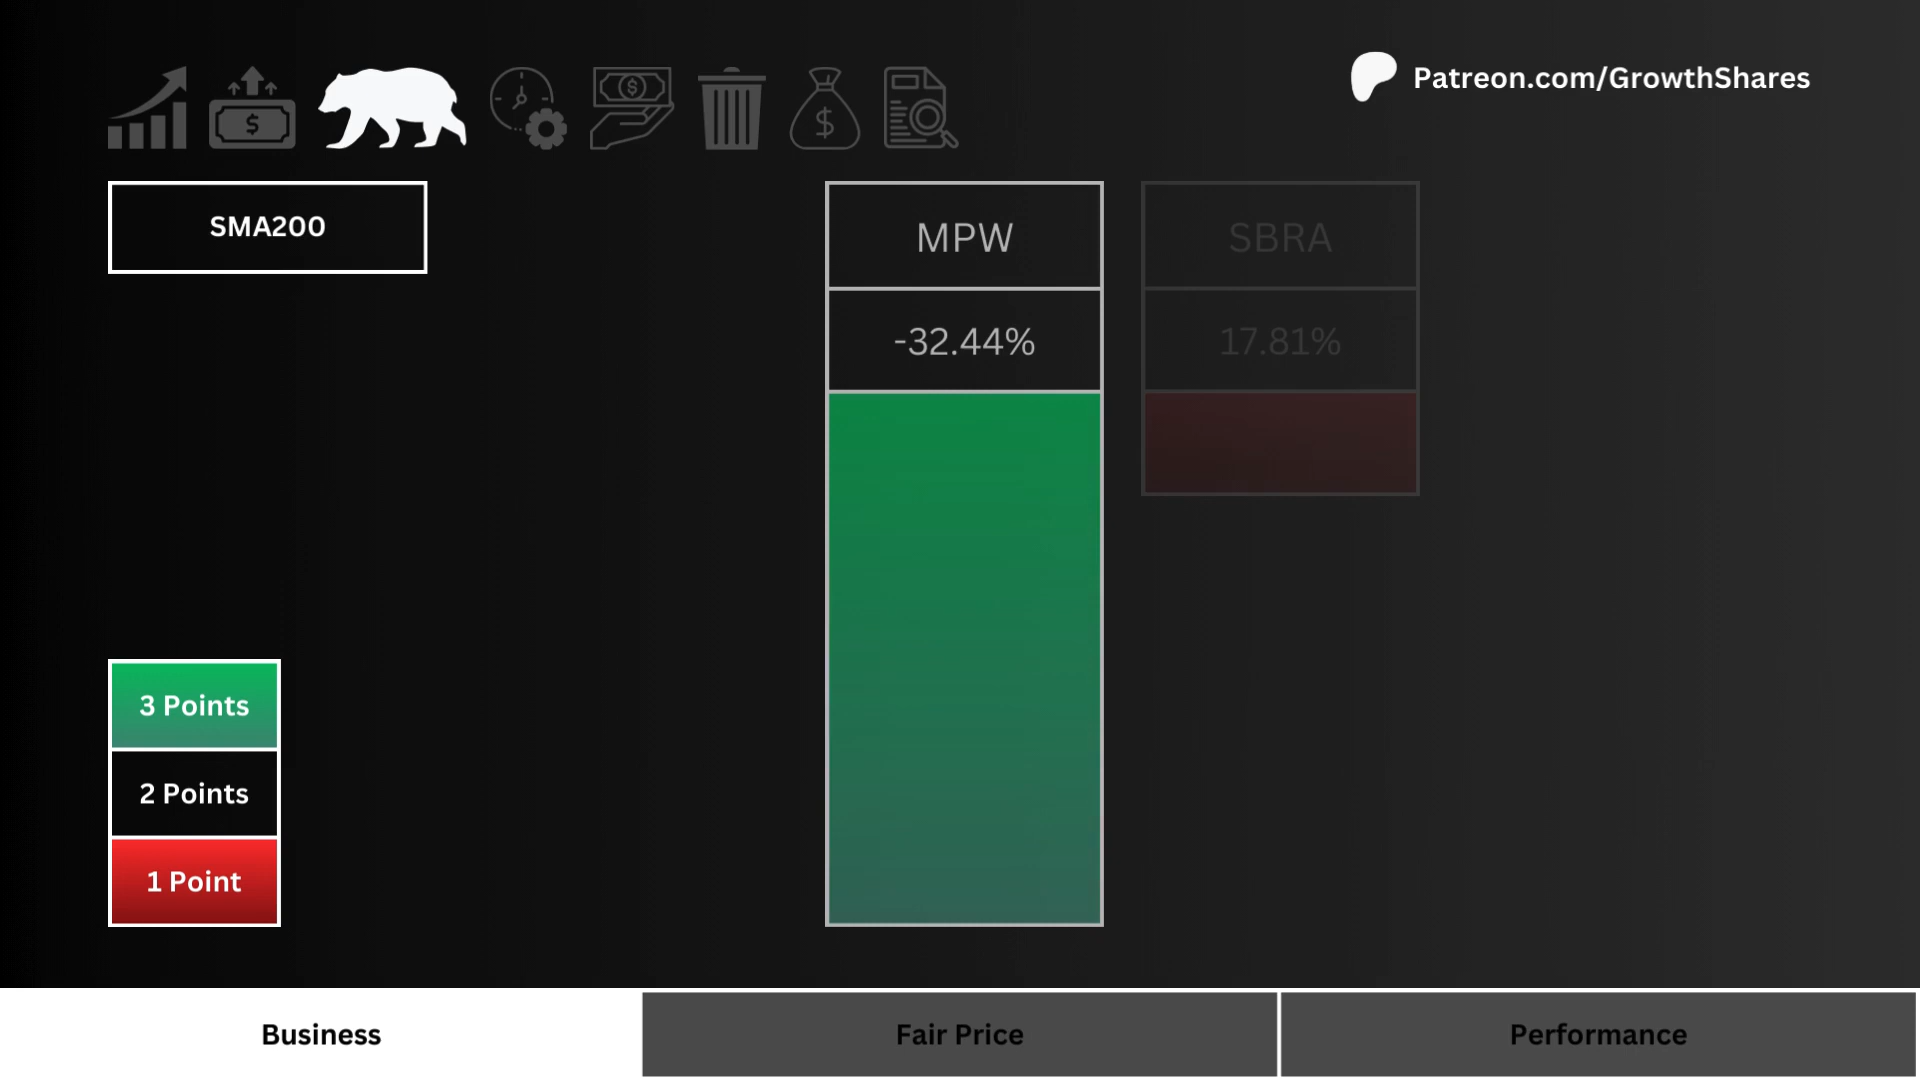 Patreon.com/GrowthShares
SMA200
MPW
SBRA
-32.44%
17.81%
3 Points
2 Points
1 Point
Business
Fair Price
Performance